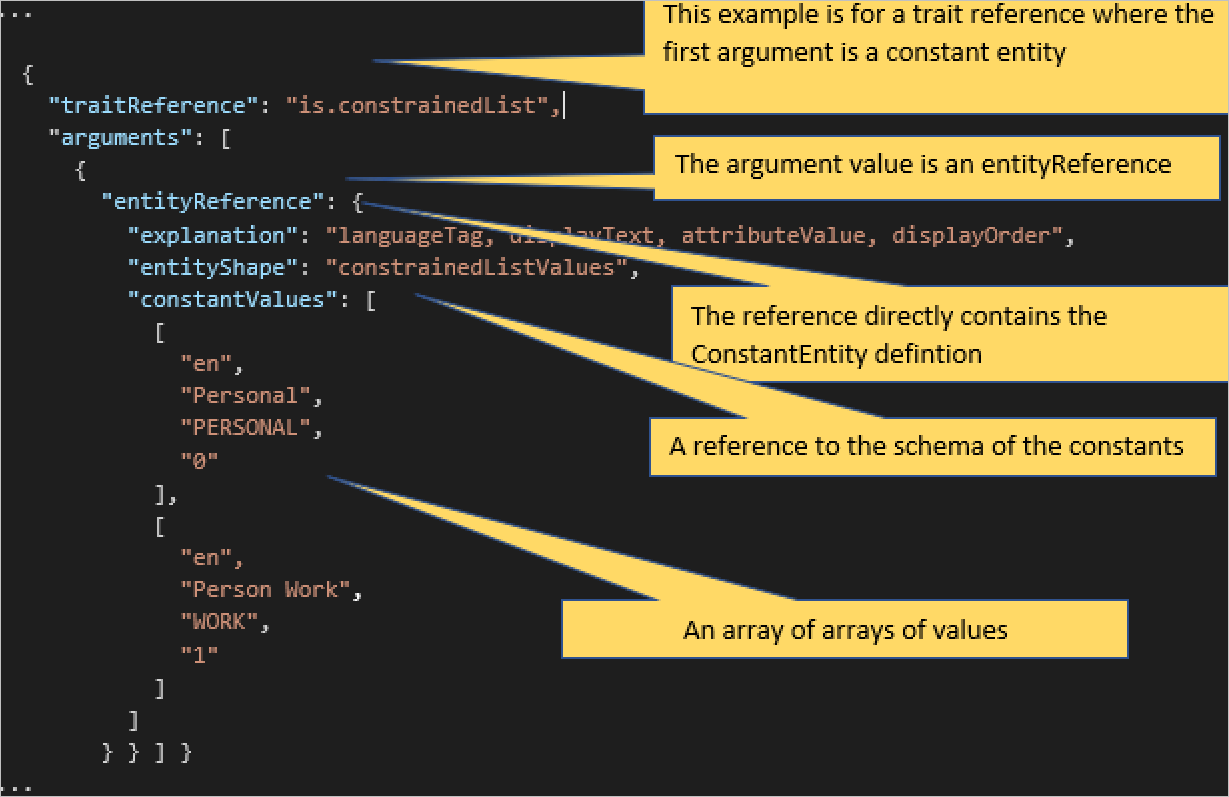 ...
This example is for a trait reference where the
first argument is a constant entity
{
"traitReference": "is.constrainedList",
"arguments": [
{
The argument value is an entityReference
"entityReference": {
"explanation": "languageTag, displayText, attributeValue, displayOrder",
"entityShape": "constrainedListValues",
"constantValues": [
The reference directly contains the
ConstantEntity defintion
[
"en",
"Personal",
"PERSONAL",
"0"
A reference to the schema of the constants
],
[
"en",
"Person Work",
"WORK",
"1"
An array of arrays of values
]
]
} } ] }
...